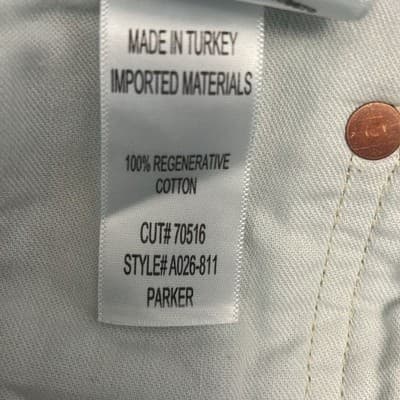 MADE IN TURKEY
IMPORTED MATERIALS
100% REGENERATIVE
COTTON
CUT# 70516
STYLE# A026-811
PARKER